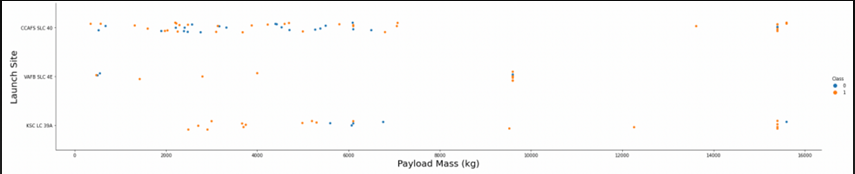 CCAFS SLC 40
VAFB SLC 4E
KSC LC 39A
Launch Site
0
2000
4000
6000
8000
10000
12000
14000
16000
Payload Mass (kg)
Class
0
1